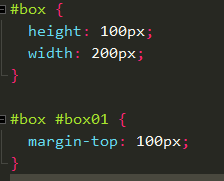 #box {
height: 100px;
width: 200px;
}
#box #box01 {
margin-top: 100px;
}